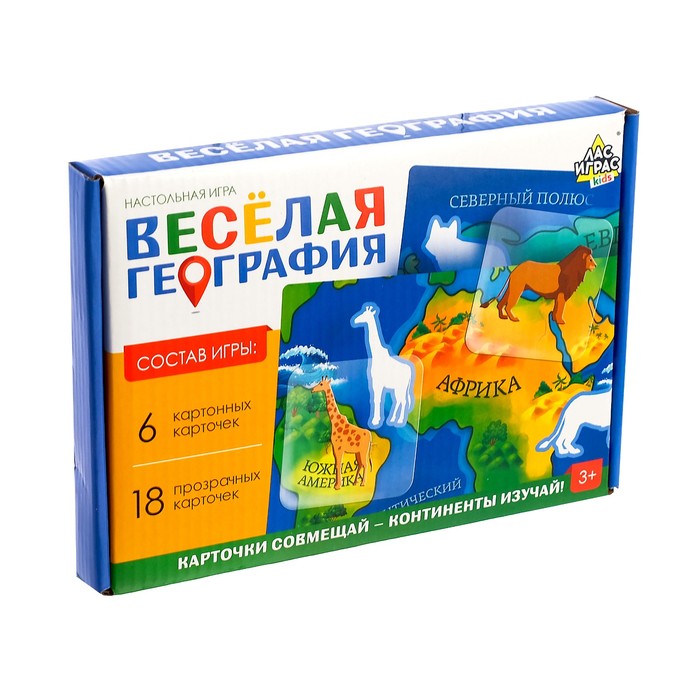 ВЕСЁЛАЯ ГЕОГРАФИЯ
ЛАС
ИГРАС
kids
НАСТОЛЬНАЯ ИГРА
ВЕСЁЛАЯ
ГЕОГРАФИЯ
СОСТАВ ИГРЫ:
6 картонных
карточек
18 прозрачных
карточек
СЕВЕРНЫЙ ПОЛЮС
АФРИКА
ЮЖНАЯ
АМЕРИКА
3+
КАРТОЧКИ СОВМЕЩАЙ – КОНТИНЕНТЫ ИЗУЧАЙ!